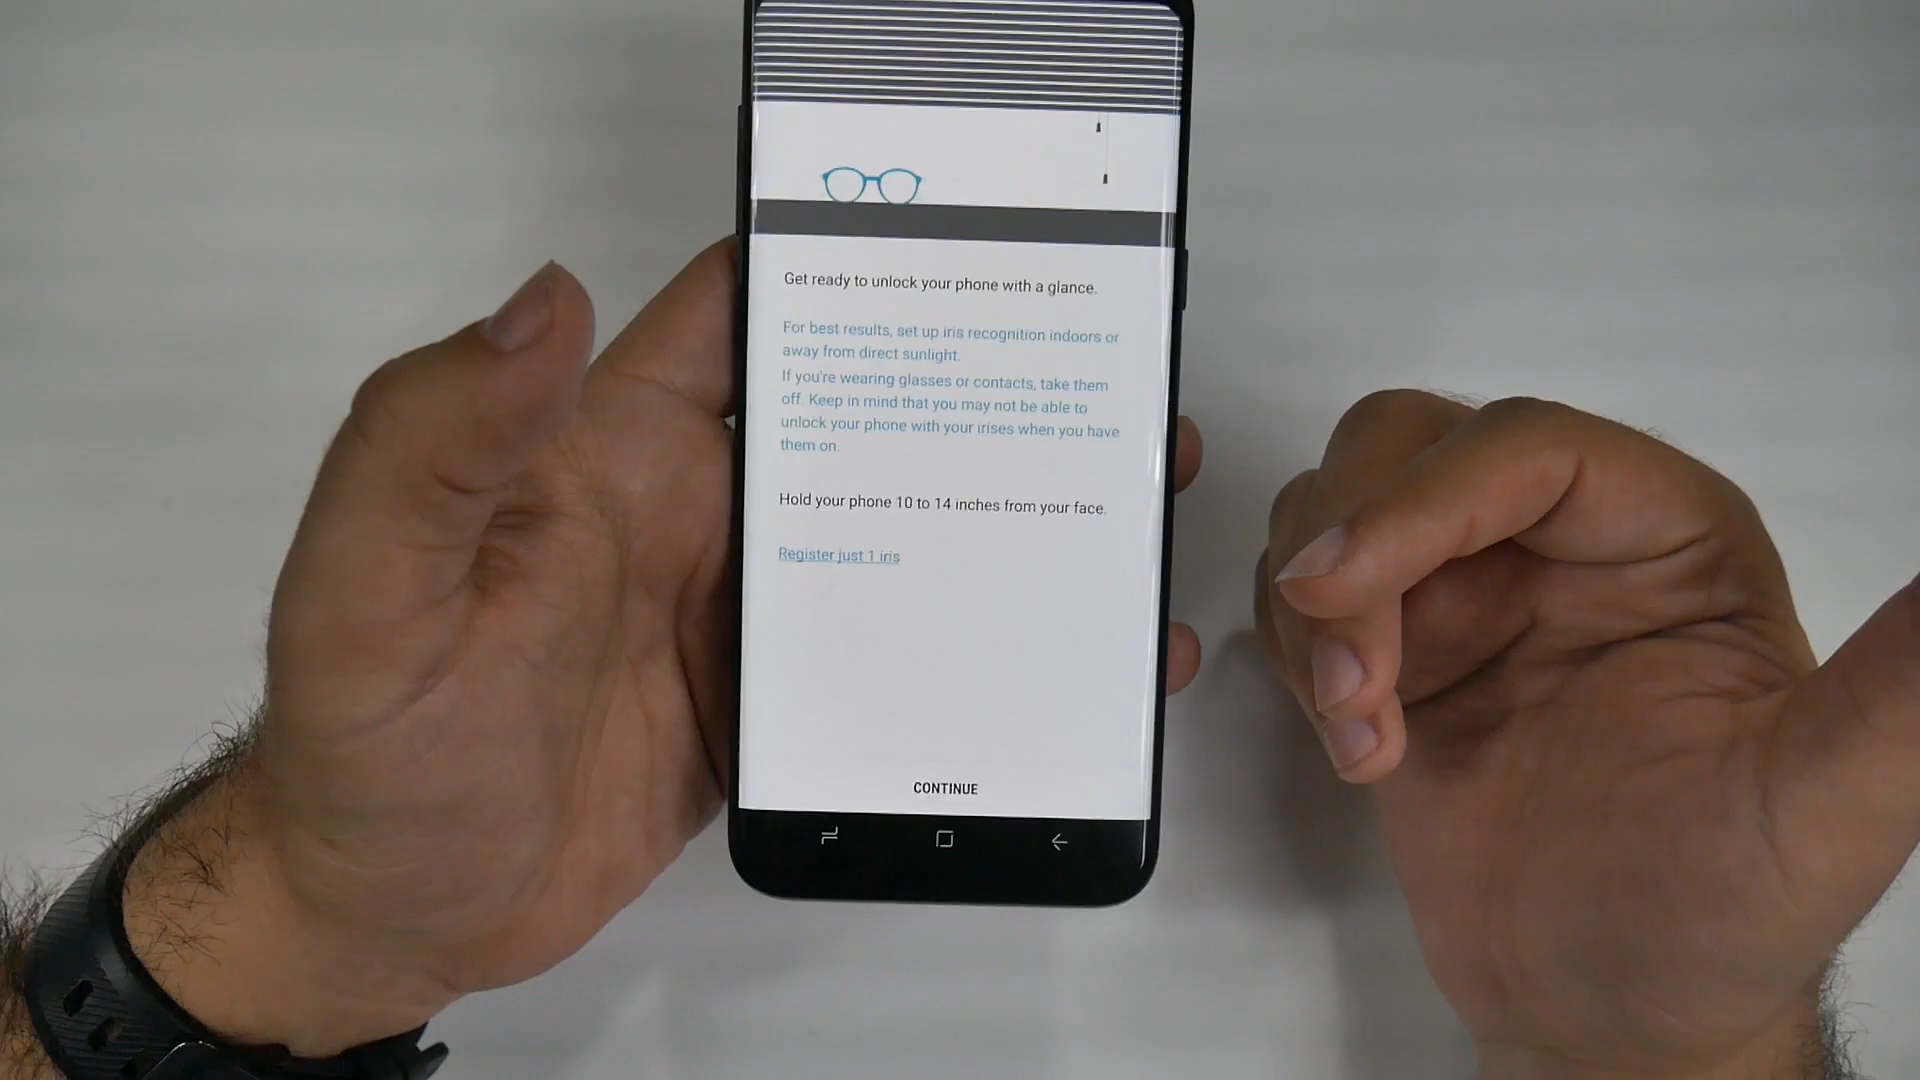 Get ready to unlock your phone with a glance.
For best results, set up iris recognition indoors or
away from direct sunlight.
If you're wearing glasses or contacts, take them
off. Keep in mind that you may not be able to
unlock your phone with your irises when you have
them on.
Hold your phone 10 to 14 inches from your face.
Register just 1 iris
CONTINUE